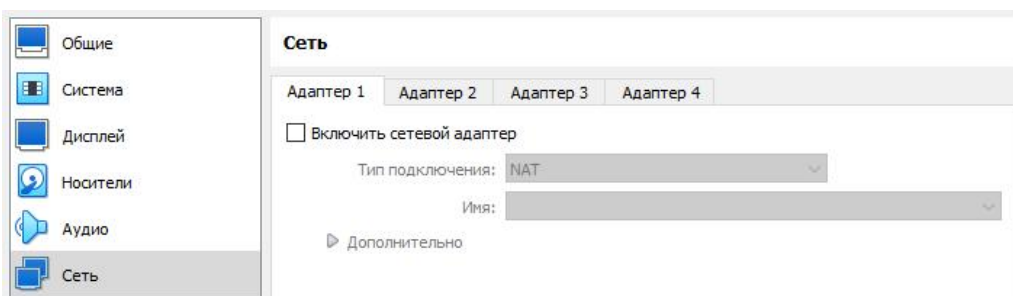 Общие
Система
Дисплей
Носители
Аудио
Сеть
Сеть
Адаптер 1 Адаптер 2 Адаптер 3 Адаптер 4
Включить сетевой адаптер
Тип подключения: NAT
Имя:
Дополнительно